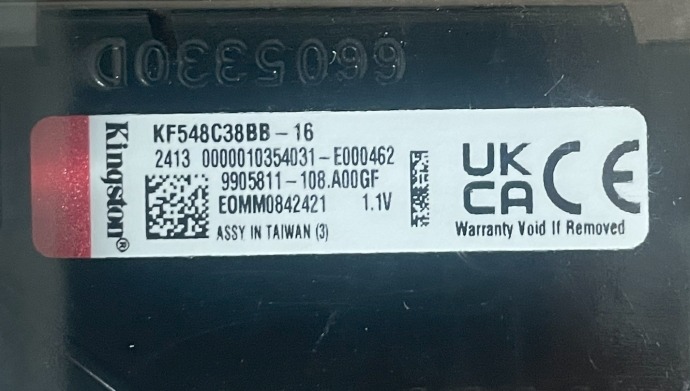 6605330D
Kingston®
KF548C38BB-16
2413 0000010354031-E000462
9905811-108.A00GF
EOMM0842421 1.1V
ASSY IN TAIWAN (3)
UK
CA
CE
Warranty Void If Removed